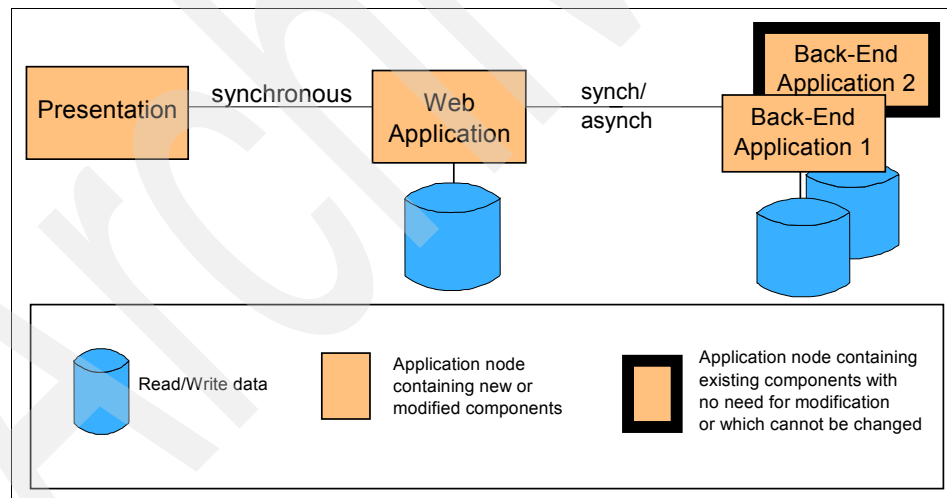 Presentation
synchronous
Web
Application
synch/
asynch
Back-End
Application 2
Back-End
Application 1
Read/Write data
Application node
containing new or
modified components
Application node containing
existing components with
no need for modification
or which cannot be changed